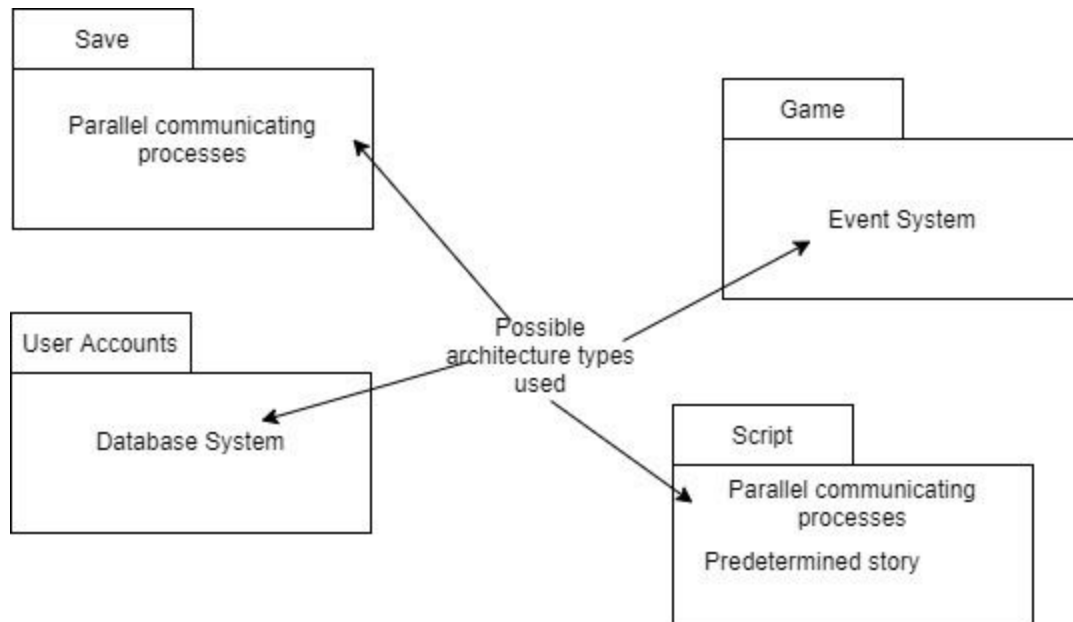 Save
Parallel communicating
processes
Game
Event System
User Accounts
Database System
Possible
architecture types
used
Script
Parallel communicating
processes
Predetermined story